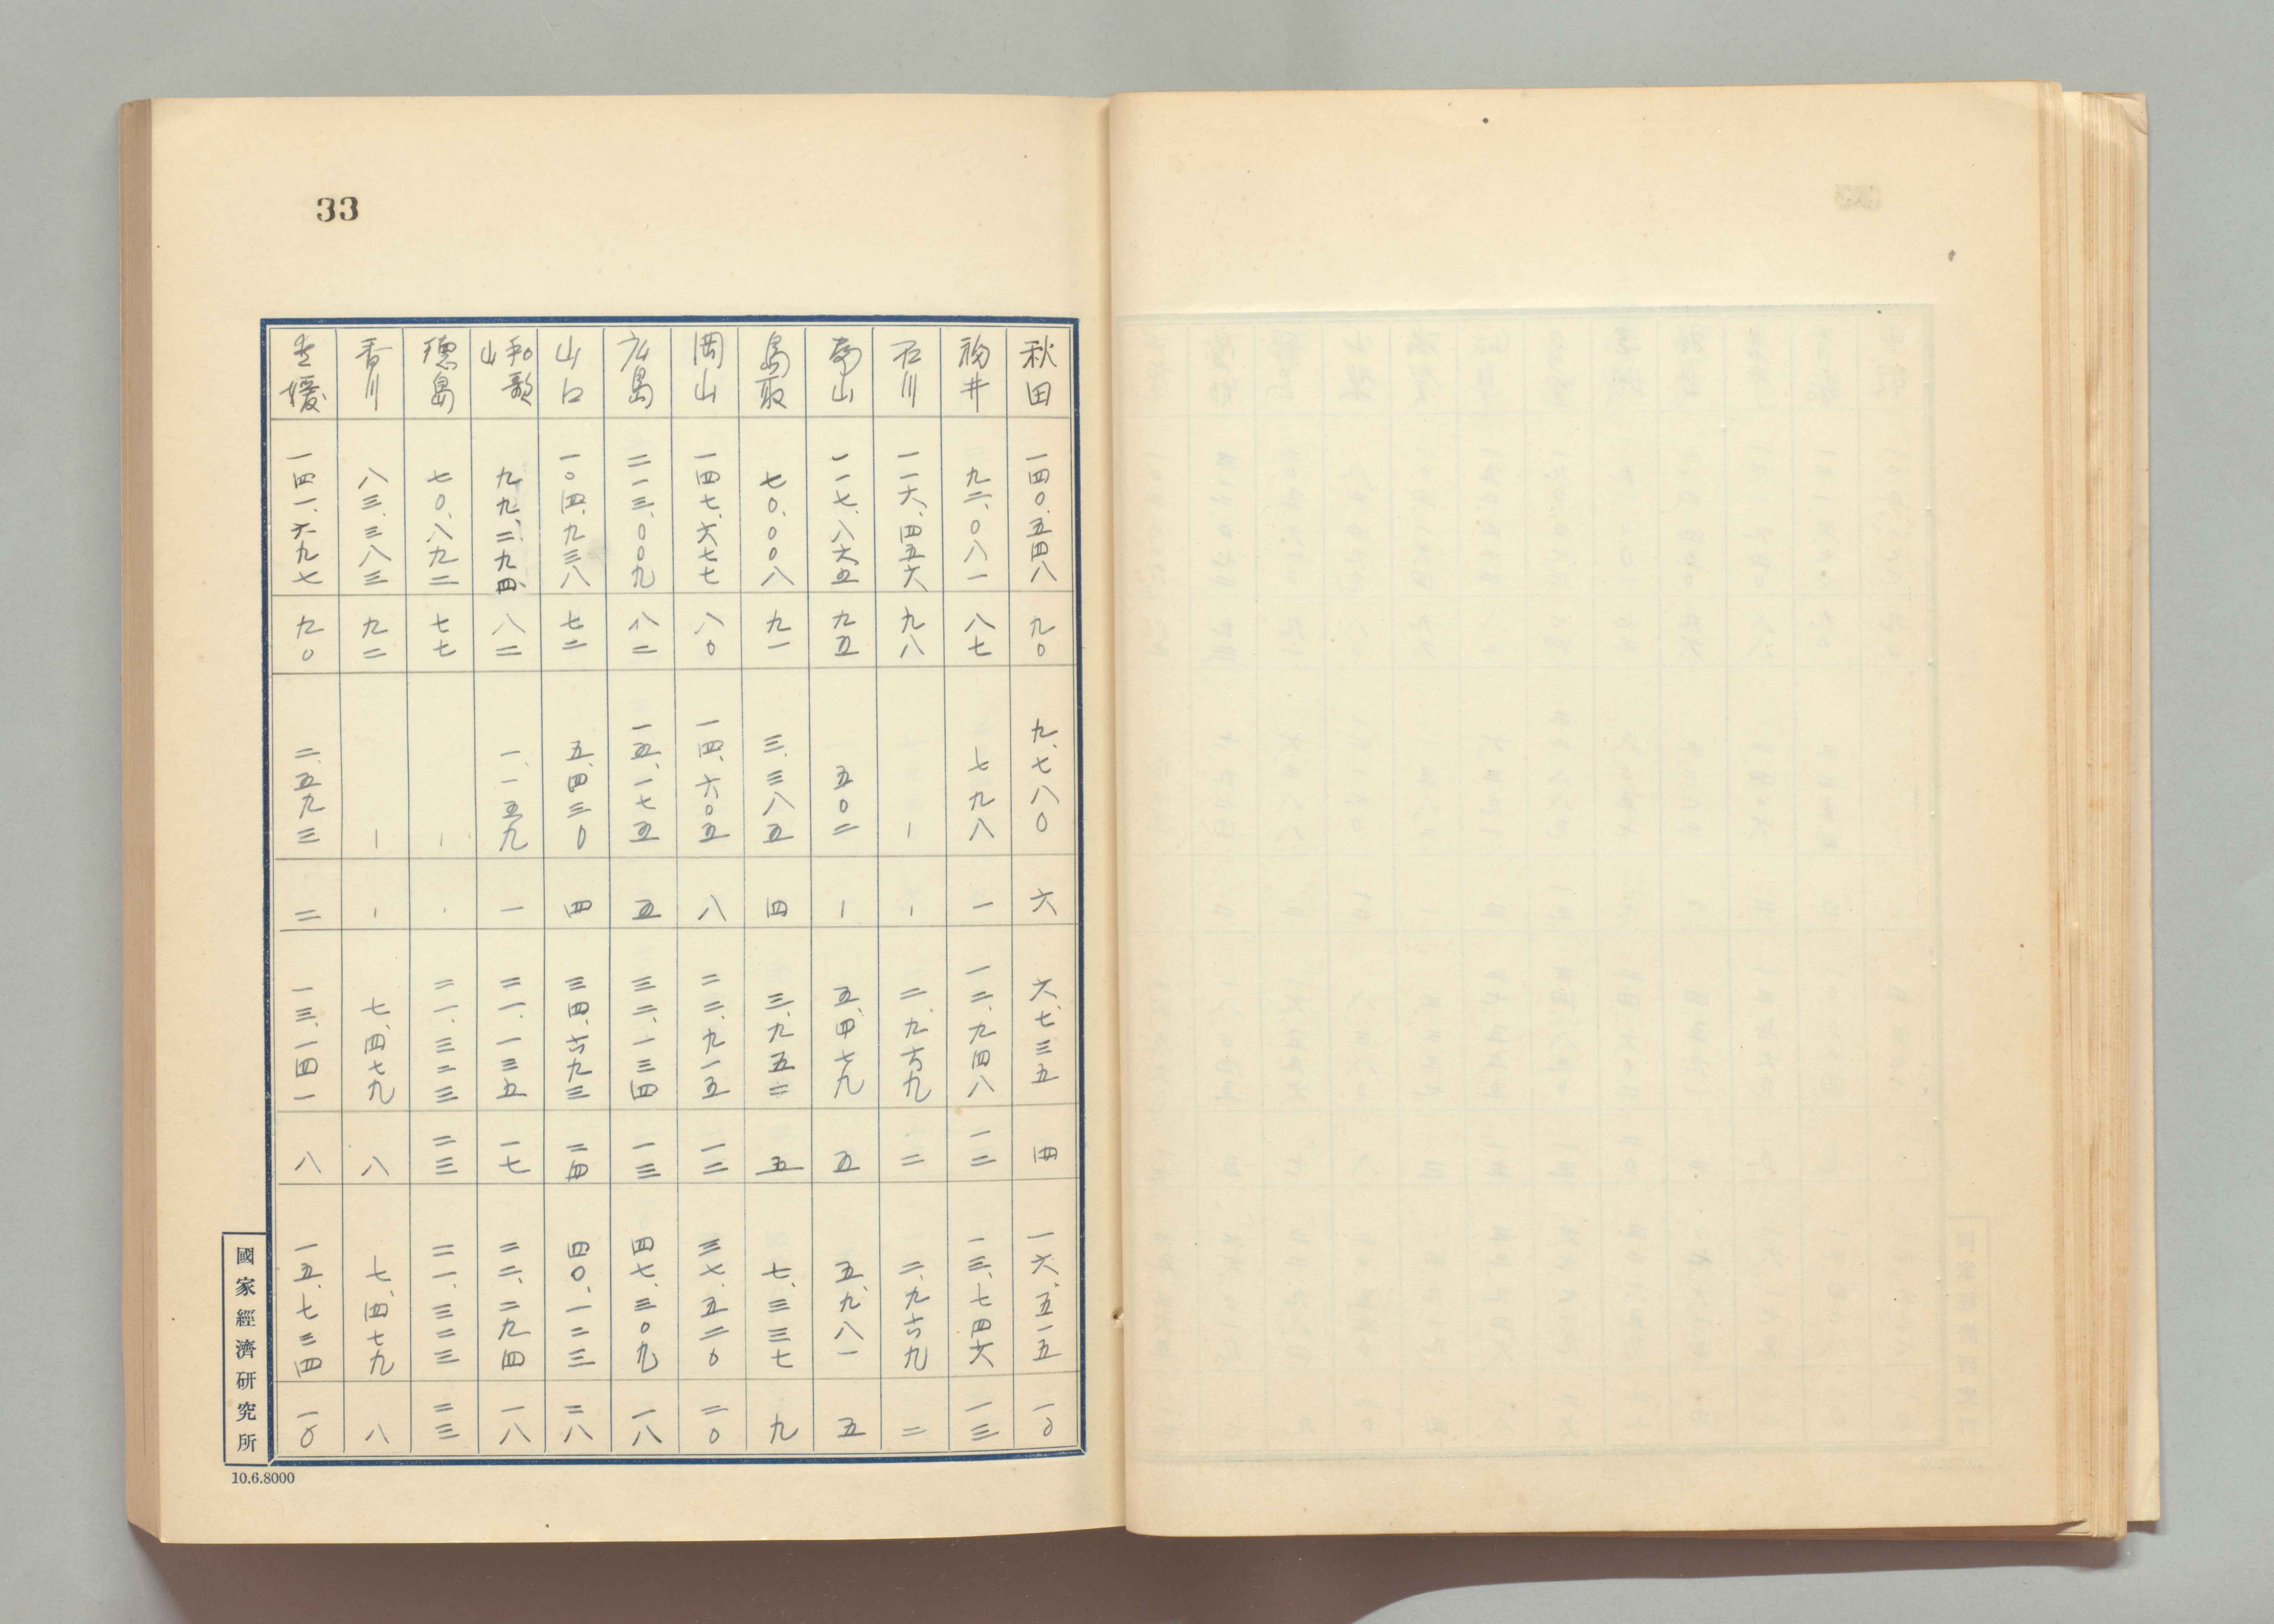 33
秋田 一四〇、五四八 九〇 九、七八〇 六 六、七三五 四 一六、五一五 一〇
福井 九二、〇八一 八七 七九八 一 一二、九四八 一二 一三、七四六 一三
石川 一一六、四五六 九八 ー ー 二、九六九 二 二、九六九 二
富山 一一七、八六五 九五 五〇二 ー 五、四七九 五 五、九八一 五
鳥取 七〇、〇〇八 九一 三、三八五 四 三、九五二 五 七、三三七 九
岡山 一四七、六七七 八〇 一四、六〇五 八 二二、九一五 一二 三七、五二〇 二〇
広島 二一三、〇〇九 八二 一五、一七五 五 三二、一三四 一三 四七、三〇九 一八
山口 一〇四、九三八 七二 五、四三〇 四 三四、六九三 二四 四〇、一二三 二八
和歌山 九九、二九四 八二 一、一五九 一 二一、一三五 一七 二二、二九四 一八
徳島 七〇、八九二 七七 ー ー 二一、三二三 二三 二一、三二三 二三
香川 八三、三八三 九二 ー ー 七、四七九 八 七、四七九 八
愛媛 一四一、六九七 九〇 二、五九三 二 一三、一四一 八 一五、七三四 一〇
國家經濟研究所
10.6.8000